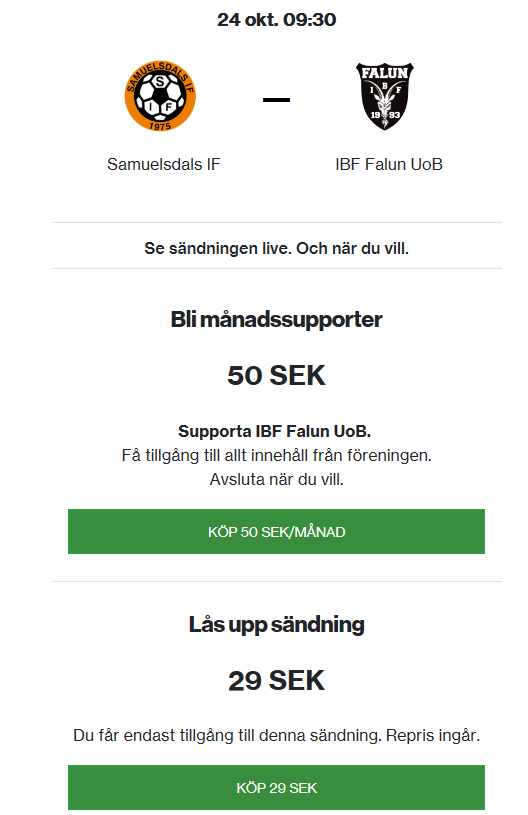 24 okt. 09:30
SAMUELSDALS IF
S
I F
1975
FALUN
I B F
19 93
Samuelsdals IF
IBF Falun UoB
Se sändningen live. Och när du vill.
Bli månadssupporter
50 SEK
Supporta IBF Falun UoB.
Få tillgång till allt innehåll från föreningen.
Avsluta när du vill.
KÖP 50 SEK/MÅNAD
Lås upp sändning
29 SEK
Du får endast tillgång till denna sändning. Repris ingår.
KÖP 29 SEK